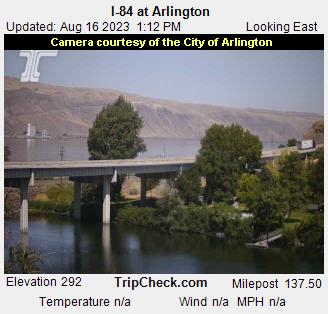 I-84 at Arlington
Updated: Aug 16 2023 1:12 PM Looking East
Camera courtesy of the City of Arlington
Elevation 292 TripCheck.com Milepost 137.50
Temperature n/a Wind n/a MPH n/a